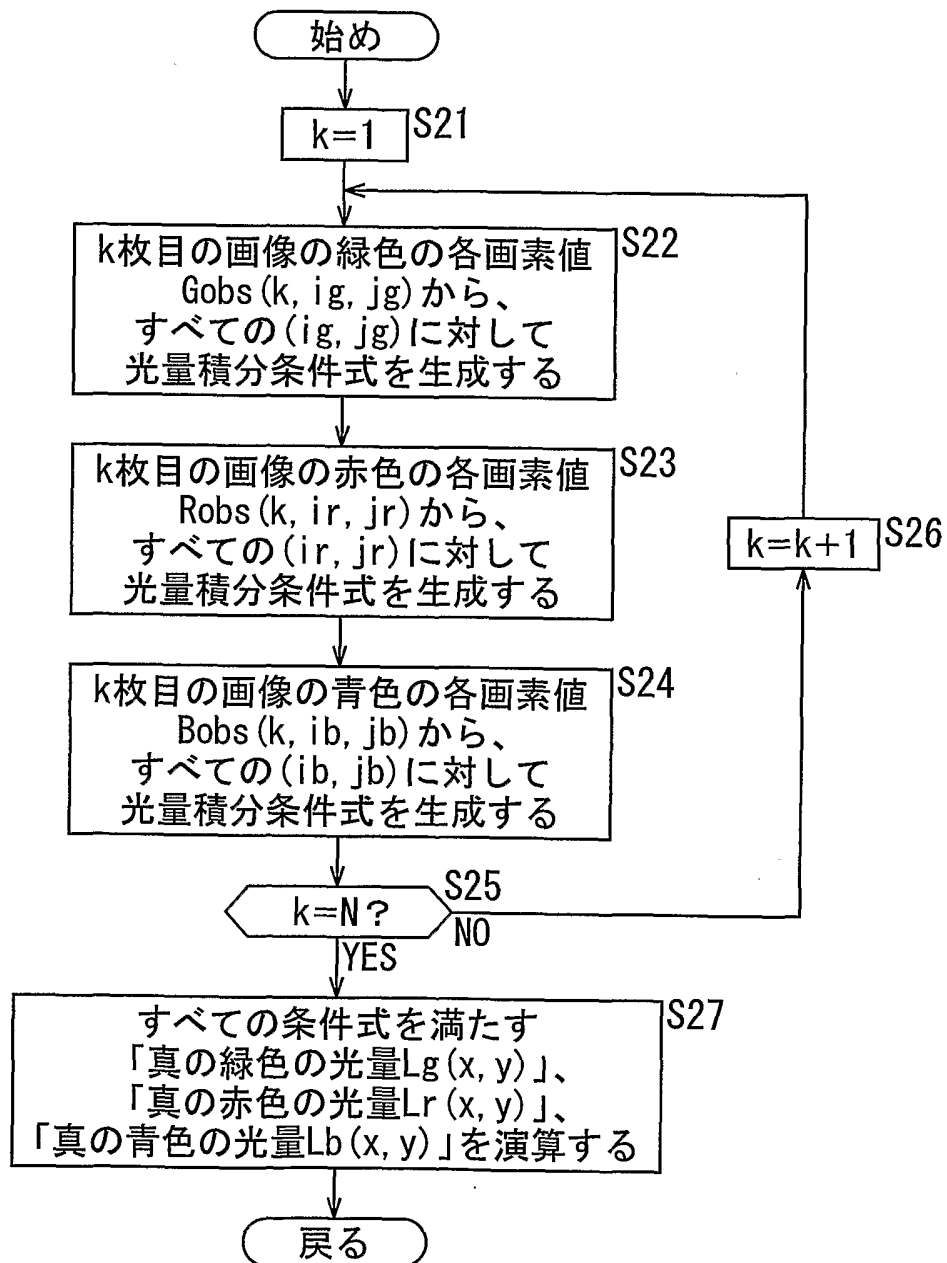 始め
k=1
S21
k枚目の画像の緑色の各画素値
Gobs(k, ig, jg)から、
すべての(ig, jg)に対して
光量積分条件式を生成する
S22
k枚目の画像の赤色の各画素値
Robs(k, ir, jr)から、
すべての(ir, jr)に対して
光量積分条件式を生成する
S23
k=k+1
S26
k枚目の画像の青色の各画素値
Bobs(k, ib, jb)から、
すべての(ib, jb)に対して
光量積分条件式を生成する
S24
k=N?
S25
NO
YES
すべての条件式を満たす
「真の緑色の光量Lg(x, y)」、
「真の赤色の光量Lr(x, y)」、
「真の青色の光量Lb(x, y)」を演算する
S27
戻る